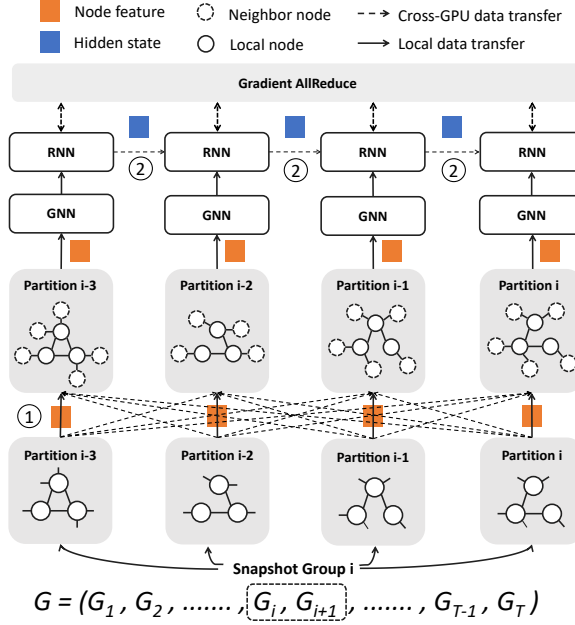 Node feature Neighbor node Cross-GPU data transfer
Hidden state Local node Local data transfer
Gradient AllReduce
RNN RNN RNN RNN
2 2 2
GNN GNN GNN GNN
Partition i-3 Partition i-2 Partition i-1 Partition i
1
Partition i-3 Partition i-2 Partition i-1 Partition i
Snapshot Group i
G = (G1 , G2 , ......., Gi , Gi+1 , ......., GT-1 , GT )